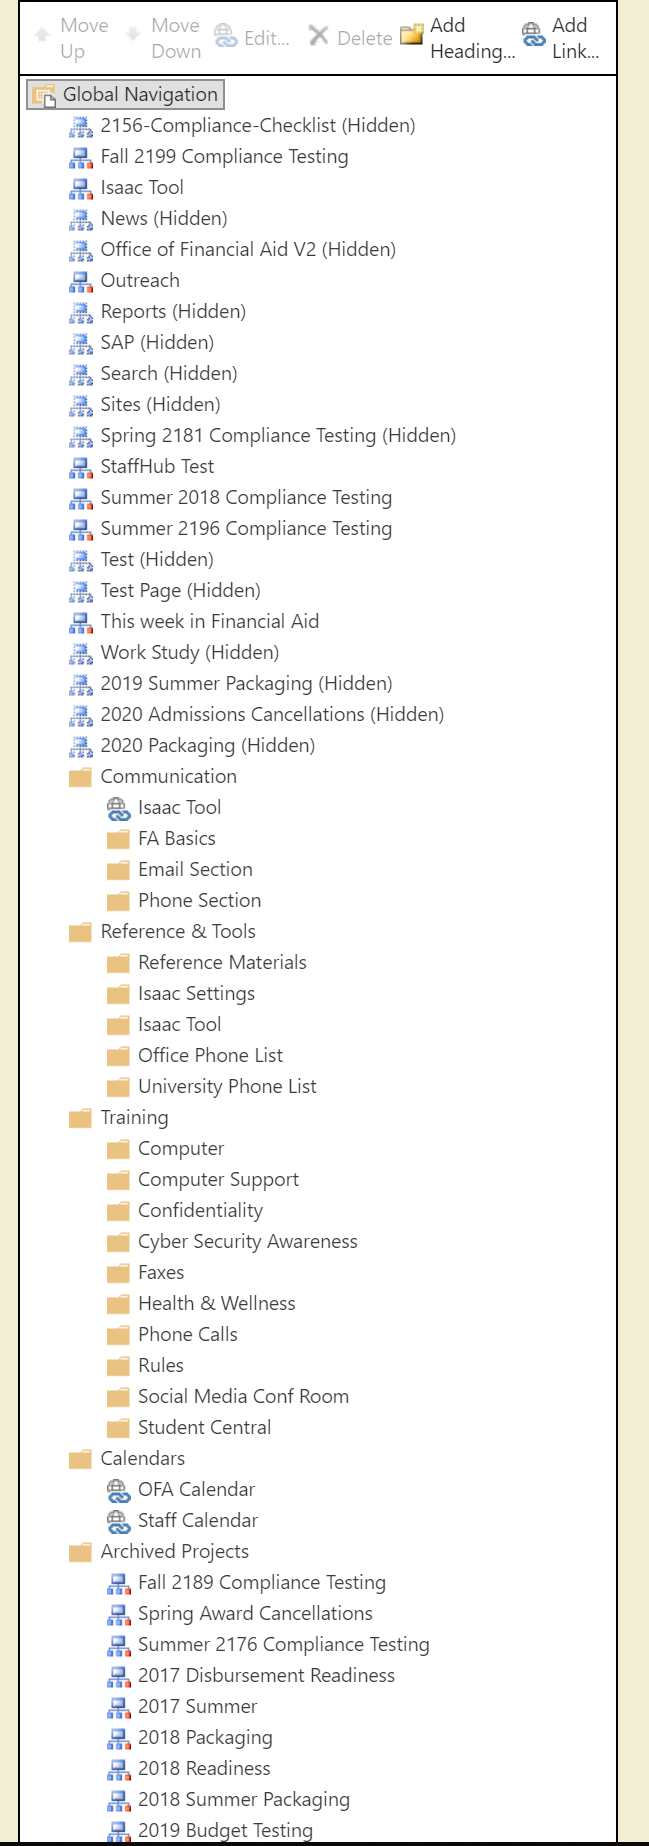 Move Up
Move Down
Edit...
Delete
Add Heading...
Add Link...
Global Navigation
2156-Compliance-Checklist (Hidden)
Fall 2199 Compliance Testing
Isaac Tool
News (Hidden)
Office of Financial Aid V2 (Hidden)
Outreach
Reports (Hidden)
SAP (Hidden)
Search (Hidden)
Sites (Hidden)
Spring 2181 Compliance Testing (Hidden)
StaffHub Test
Summer 2018 Compliance Testing
Summer 2196 Compliance Testing
Test (Hidden)
Test Page (Hidden)
This week in Financial Aid
Work Study (Hidden)
2019 Summer Packaging (Hidden)
2020 Admissions Cancellations (Hidden)
2020 Packaging (Hidden)
Communication
Isaac Tool
FA Basics
Email Section
Phone Section
Reference & Tools
Reference Materials
Isaac Settings
Isaac Tool
Office Phone List
University Phone List
Training
Computer
Computer Support
Confidentiality
Cyber Security Awareness
Faxes
Health & Wellness
Phone Calls
Rules
Social Media Conf Room
Student Central
Calendars
OFA Calendar
Staff Calendar
Archived Projects
Fall 2189 Compliance Testing
Spring Award Cancellations
Summer 2176 Compliance Testing
2017 Disbursement Readiness
2017 Summer
2018 Packaging
2018 Readiness
2018 Summer Packaging
2019 Budget Testing